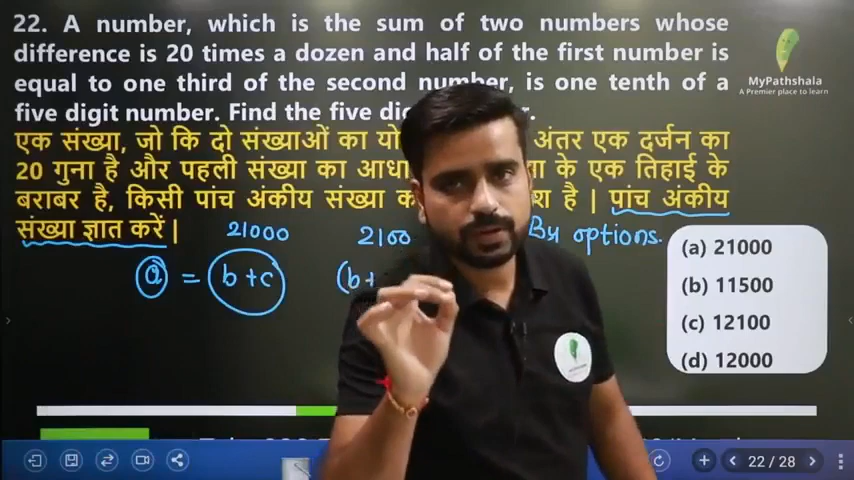 22. A number, which is the sum of two numbers whose
difference is 20 times a dozen and half of the first number is
equal to one third of the second number, is one tenth of a
five digit number. Find the five
एक संख्या, जो कि दो संख्याओं का अंतर एक दर्जन का
20 गुना है और पहली संख्या का आधा के एक तिहाई के
बराबर है, किसी पांच अंकीय संख्या है | पांच अंकीय
संख्या ज्ञात करें |
21000 2100 By options.
a = b+c (b+
(a) 21000
(b) 11500
(c) 12100
(d) 12000
MyPathshala
A Premier place to learn
22 / 28